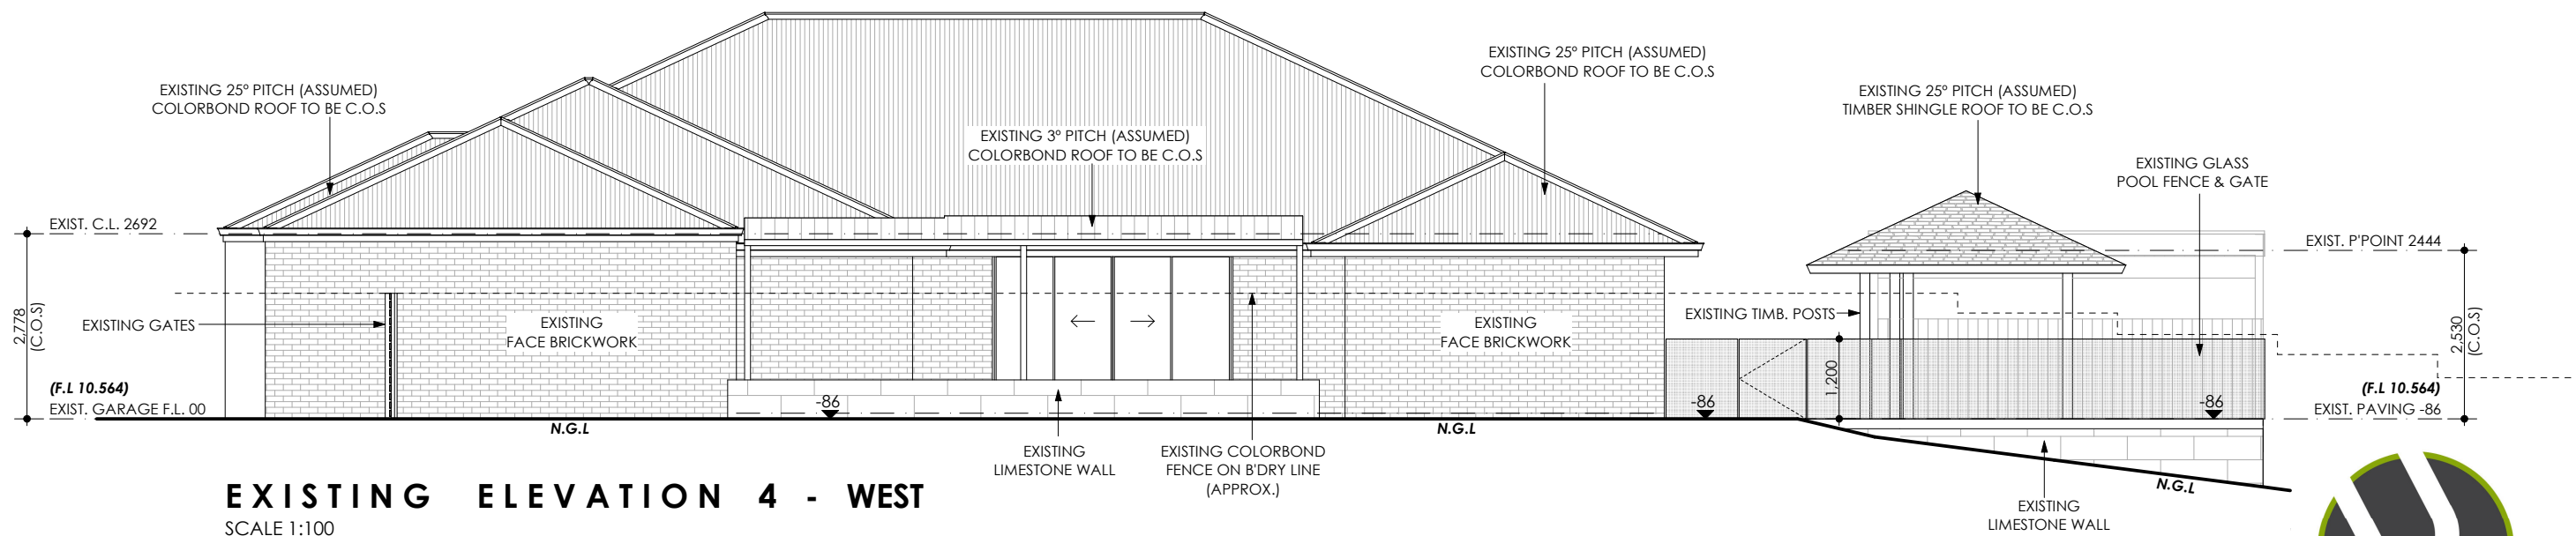 EXISTING 25º PITCH (ASSUMED)
COLORBOND ROOF TO BE C.O.S
EXISTING 3º PITCH (ASSUMED)
COLORBOND ROOF TO BE C.O.S
EXISTING 25º PITCH (ASSUMED)
COLORBOND ROOF TO BE C.O.S
EXISTING 25º PITCH (ASSUMED)
TIMBER SHINGLE ROOF TO BE C.O.S
EXISTING GLASS
POOL FENCE & GATE
EXIST. C.L. 2692
EXIST. P'POINT 2444
2,778
(C.O.S)
EXISTING GATES
EXISTING
FACE BRICKWORK
EXISTING
FACE BRICKWORK
EXISTING TIMB. POSTS
1,200
2,530
(C.O.S)
(F.L 10.564)
EXIST. GARAGE F.L. 00
-86
-86
-86
(F.L 10.564)
EXIST. PAVING -86
N.G.L
N.G.L
N.G.L
EXISTING
LIMESTONE WALL
EXISTING COLORBOND
FENCE ON B'DRY LINE
(APPROX.)
EXISTING
LIMESTONE WALL
EXISTING ELEVATION 4 - WEST
SCALE 1:100